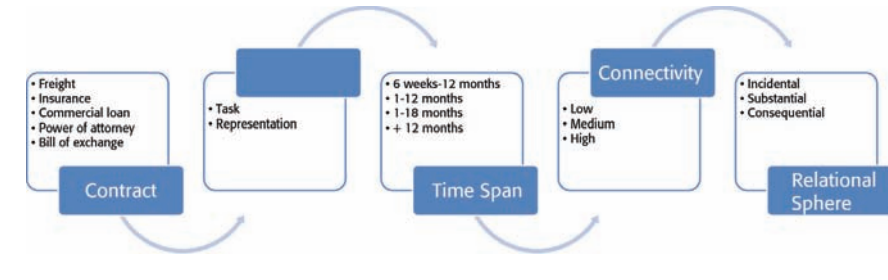 • Freight
• Insurance
• Commercial loan
• Power of attorney
• Bill of exchange
Contract
• Task
• Representation
• 6 weeks-12 months
• 1-12 months
• 1-18 months
• + 12 months
Time Span
Connectivity
• Low
• Medium
• High
• Incidental
• Substantial
• Consequential
Relational
Sphere